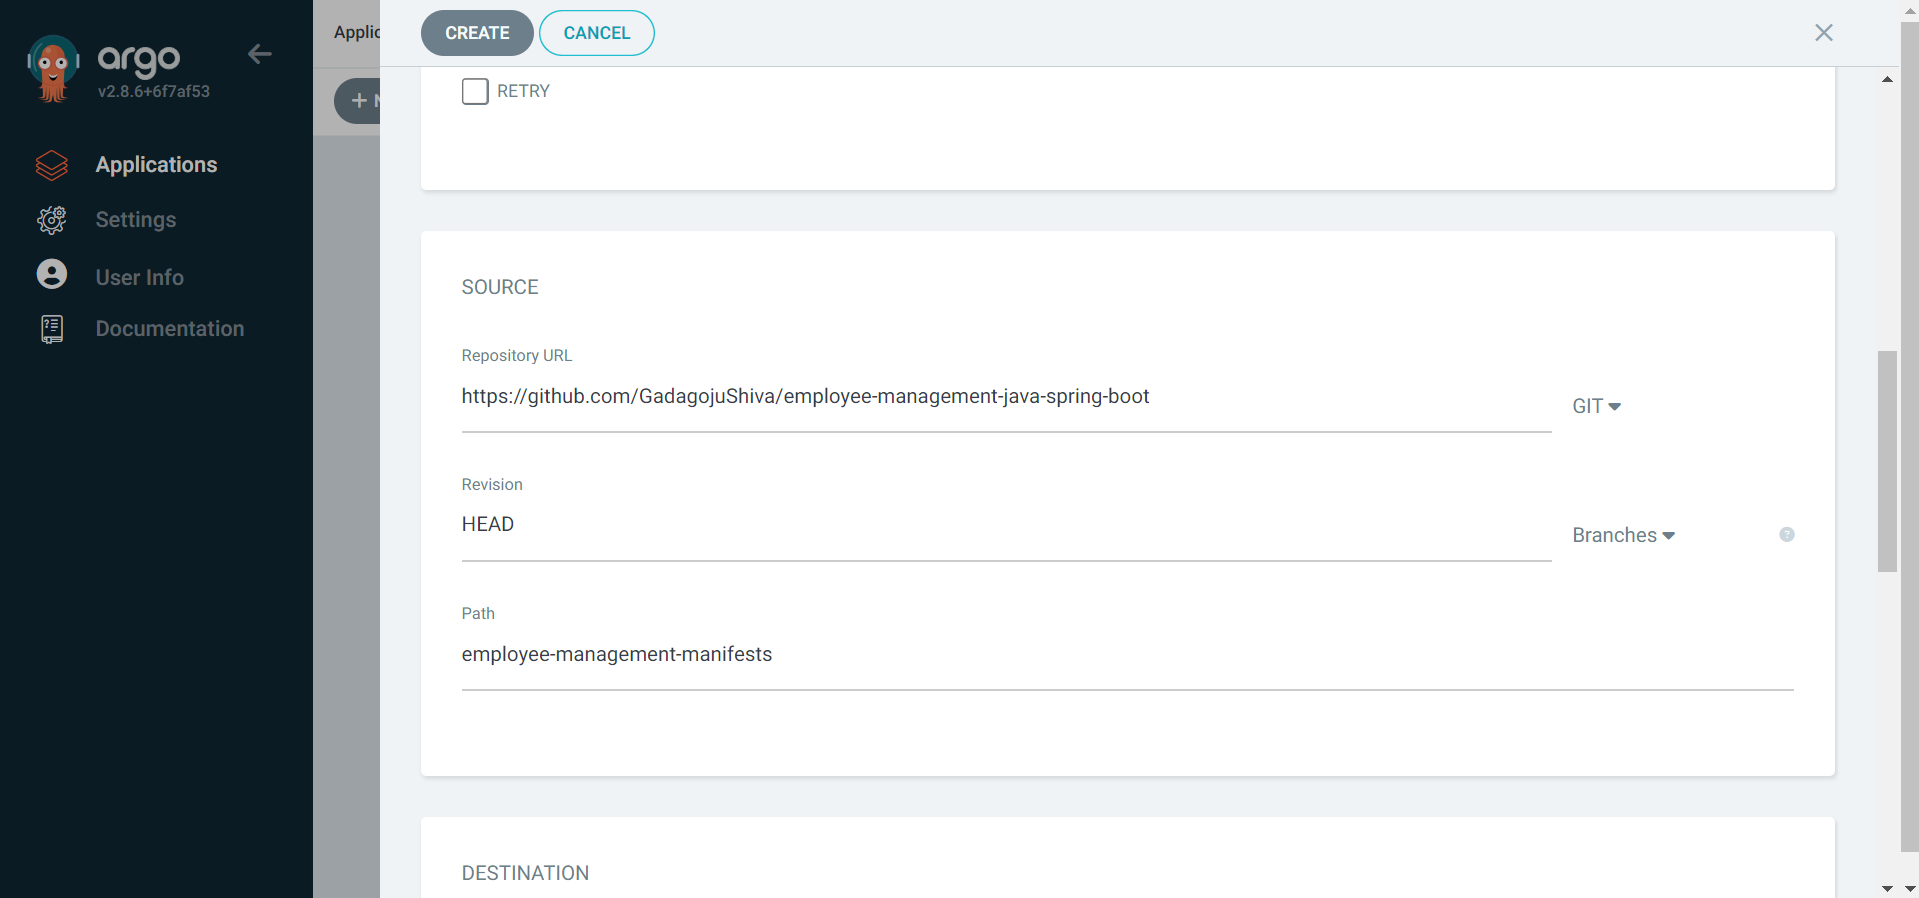 argo
v2.8.6+6f7af53
Applications
Settings
User Info
Documentation
Applic
+ N
CREATE
CANCEL
RETRY
SOURCE
Repository URL
https://github.com/GadagojuShiva/employee-management-java-spring-boot
GIT
Revision
HEAD
Branches
?
Path
employee-management-manifests
DESTINATION